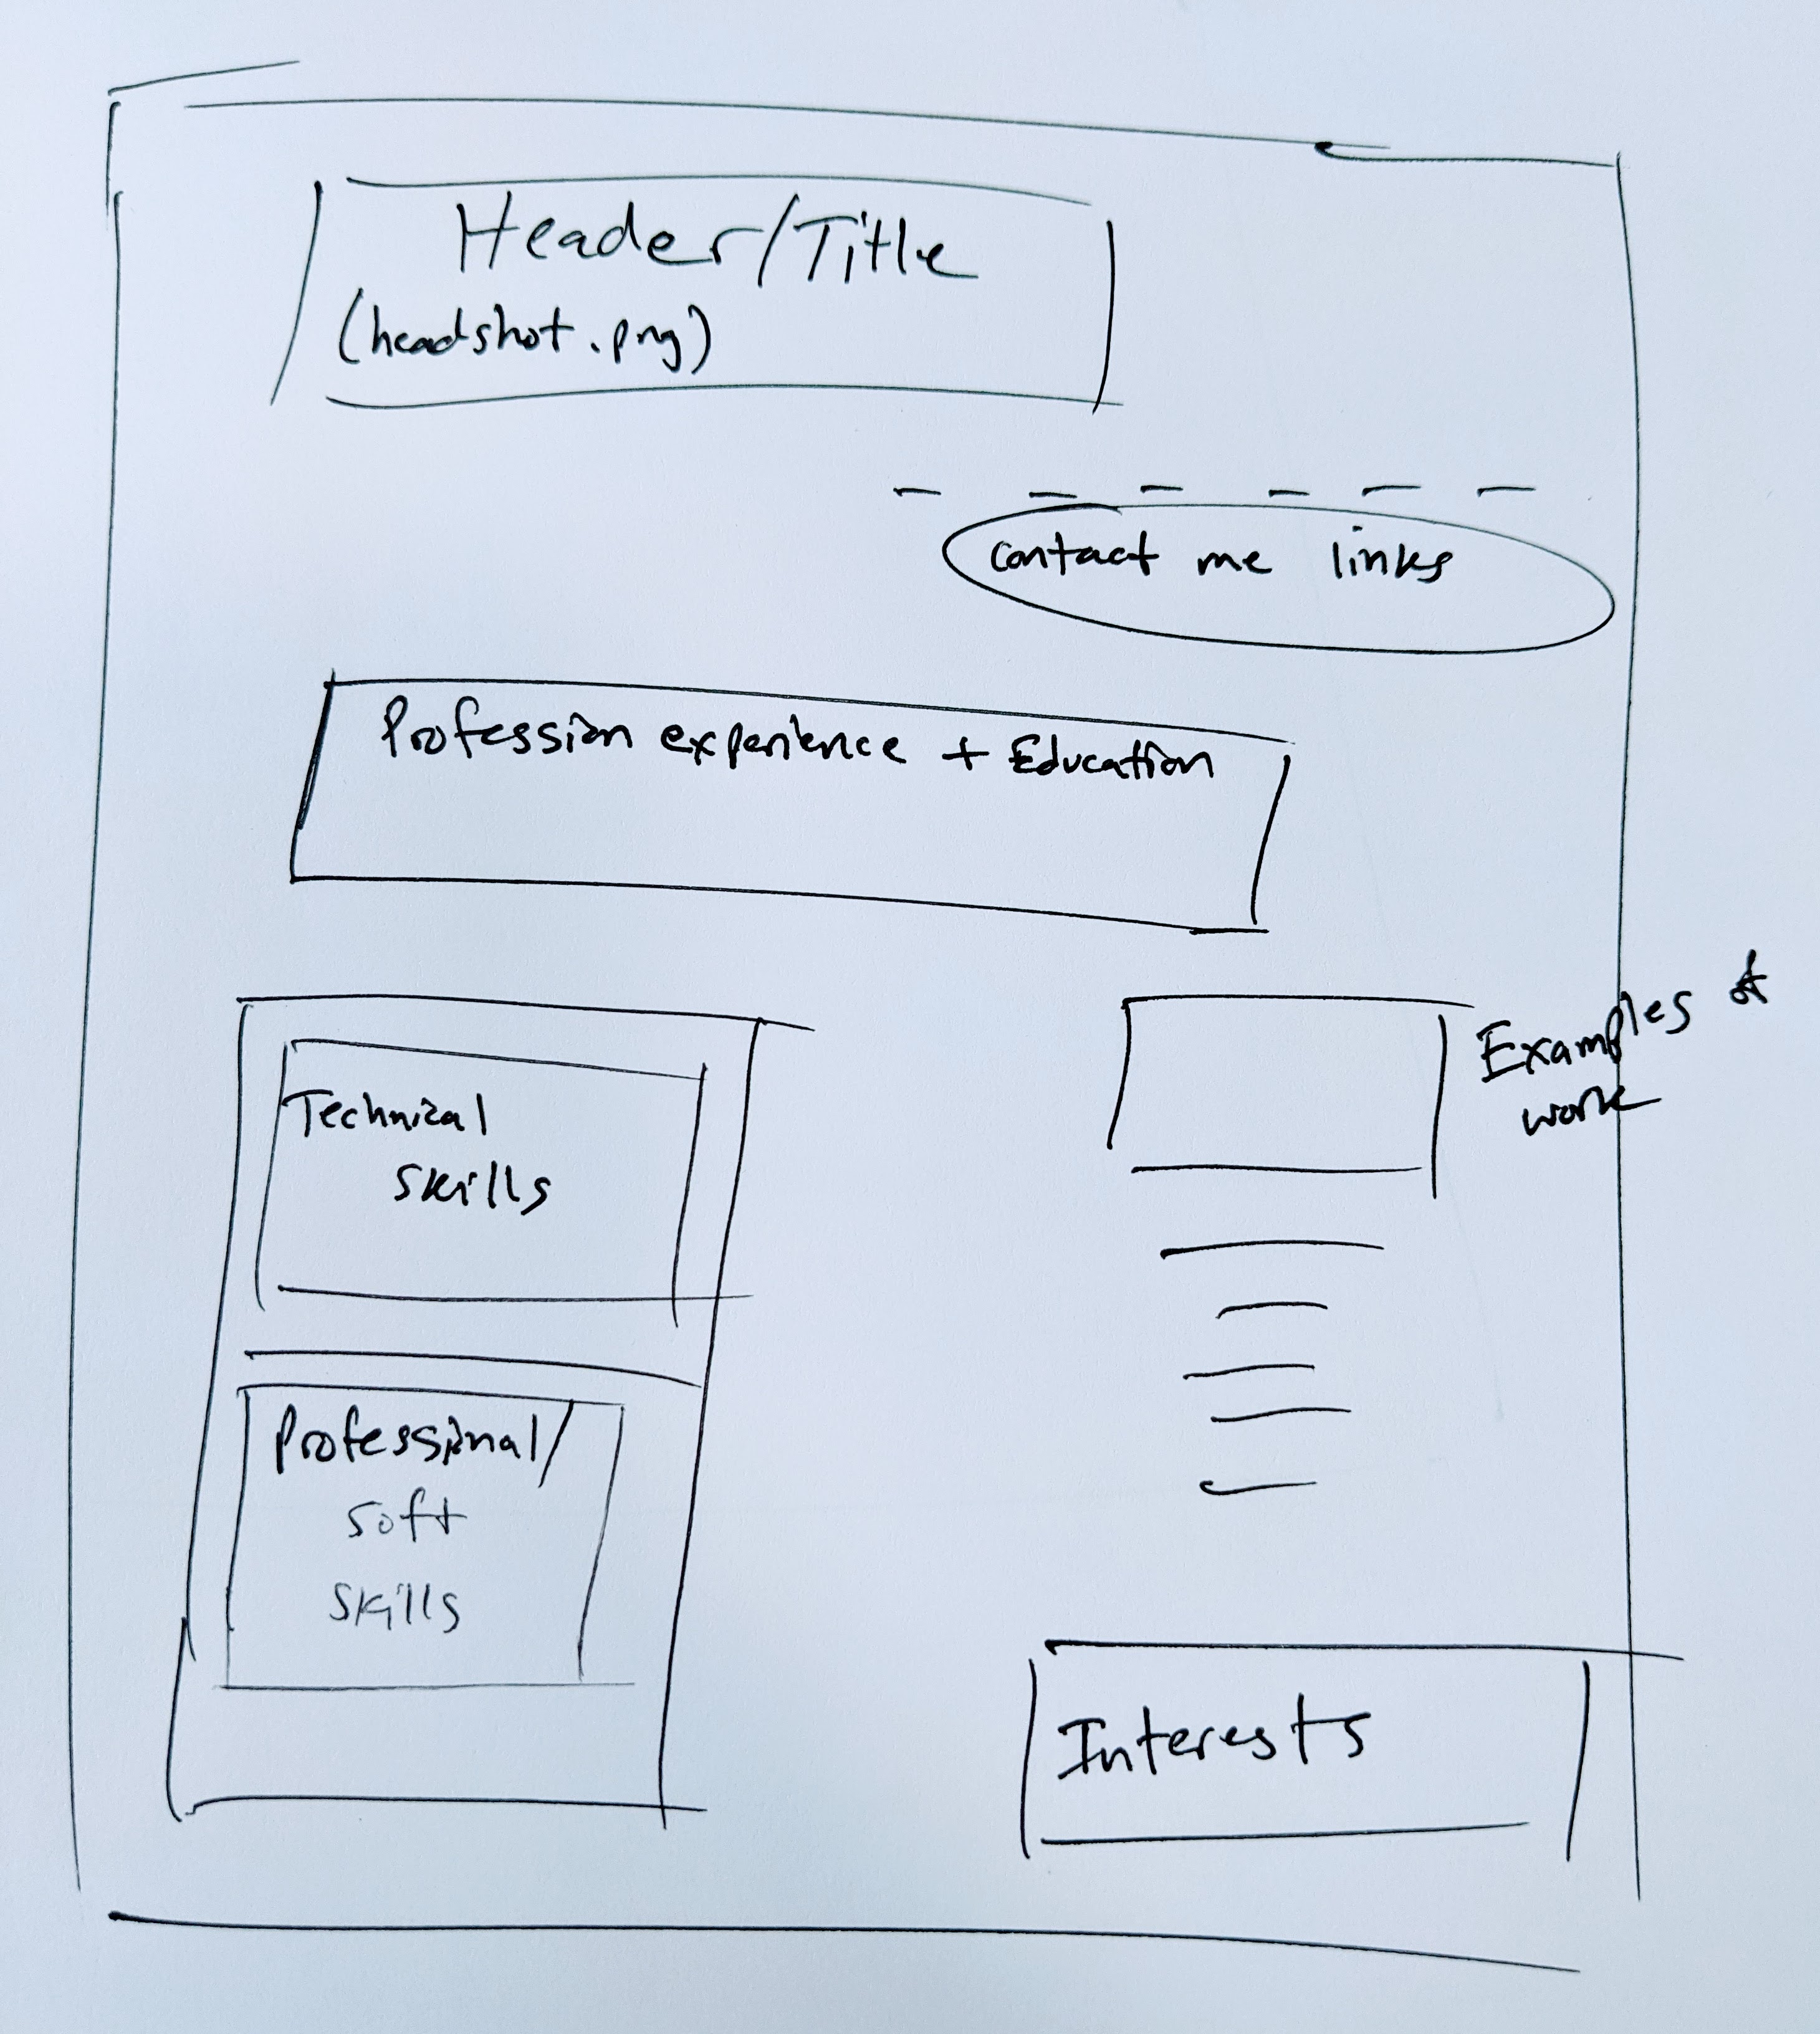 Header/Title
(headshot.png)
contact me links
Profession experience + Education
Examples of
work
Technical
skills
Professional/
soft
skills
Interests